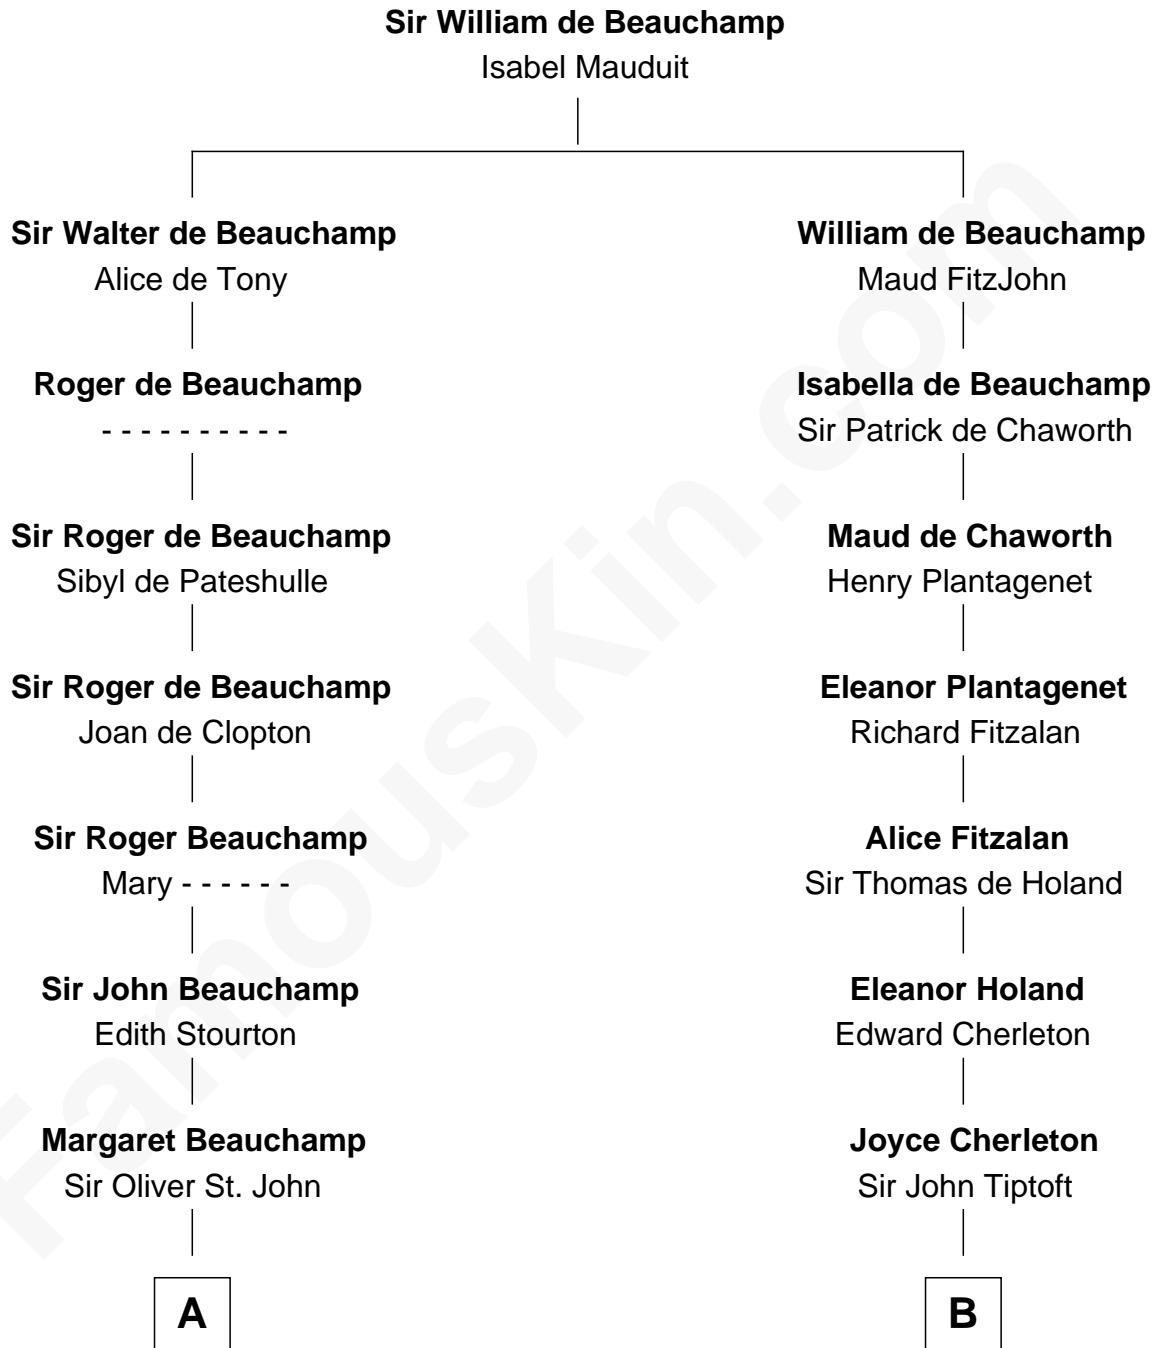 Sir William de Beauchamp
Isabel Mauduit
Sir Walter de Beauchamp
Alice de Tony
William de Beauchamp
Maud FitzJohn
Roger de Beauchamp
- - - - - - - - - -
Isabella de Beauchamp
Sir Patrick de Chaworth
Sir Roger de Beauchamp
Sibyl de Pateshulle
Maud de Chaworth
Henry Plantagenet
Sir Roger de Beauchamp
Joan de Clopton
Eleanor Plantagenet
Richard Fitzalan
Sir Roger Beauchamp
Mary - - - - - -
Alice Fitzalan
Sir Thomas de Holand
Sir John Beauchamp
Edith Stourton
Eleanor Holand
Edward Cherleton
Margaret Beauchamp
Sir Oliver St. John
Joyce Cherleton
Sir John Tiptoft
A
B
FamousKin.com